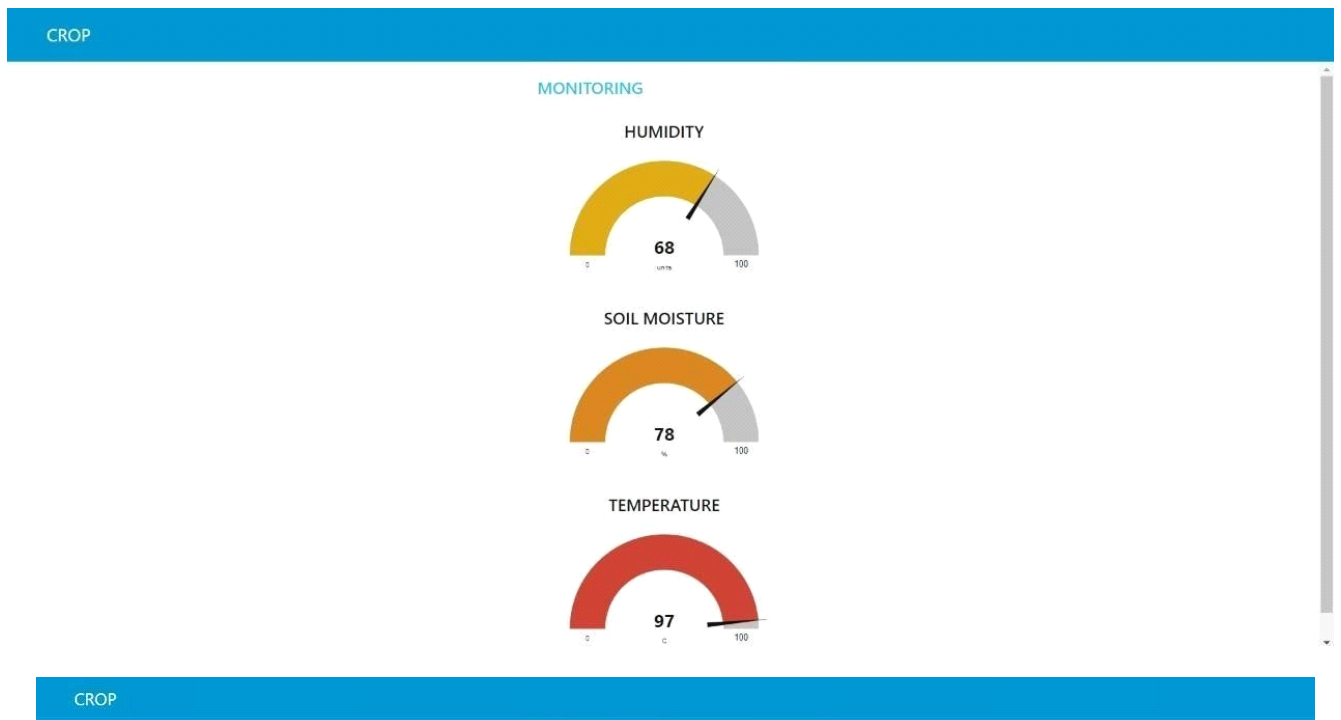 CROP
MONITORING
HUMIDITY
68
0 units 100
SOIL MOISTURE
78
0 % 100
TEMPERATURE
97
0 C 100
CROP